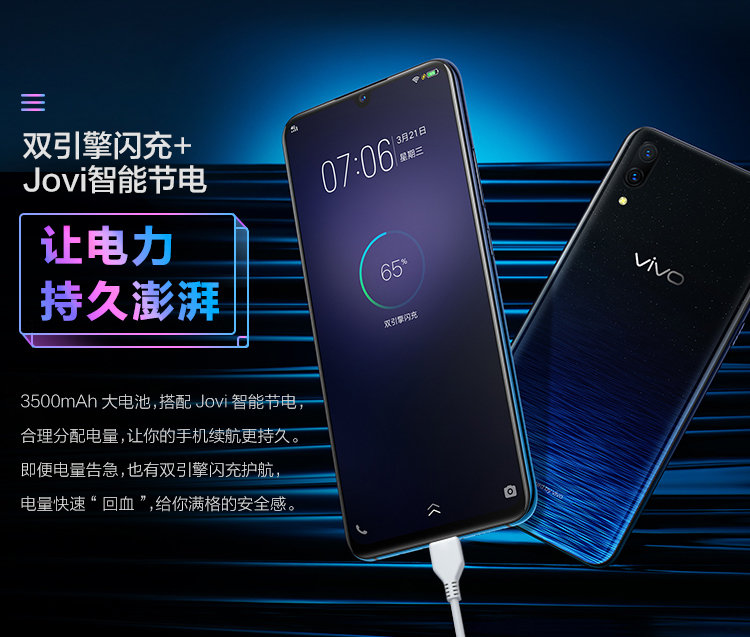 双引擎闪充+
Jovi智能节电
让电力
持久澎湃
3500mAh 大电池，搭配 Jovi 智能节电，
合理分配电量，让你的手机续航更持久。
即便电量告急，也有双引擎闪充护航，
电量快速“ 回血 ”，给你满格的安全感。
07:06
3月21日
星期三
65%
双引擎闪充
vivo